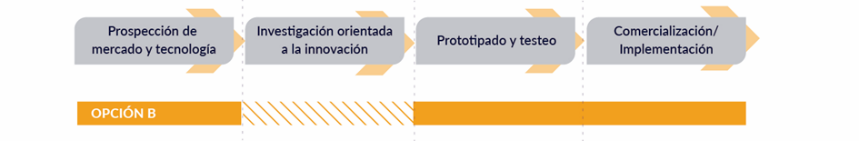 Prospección de
mercado y tecnología
Investigación orientada
a la innovación
Prototipado y testeo
Comercialización/
Implementación
OPCIÓN B